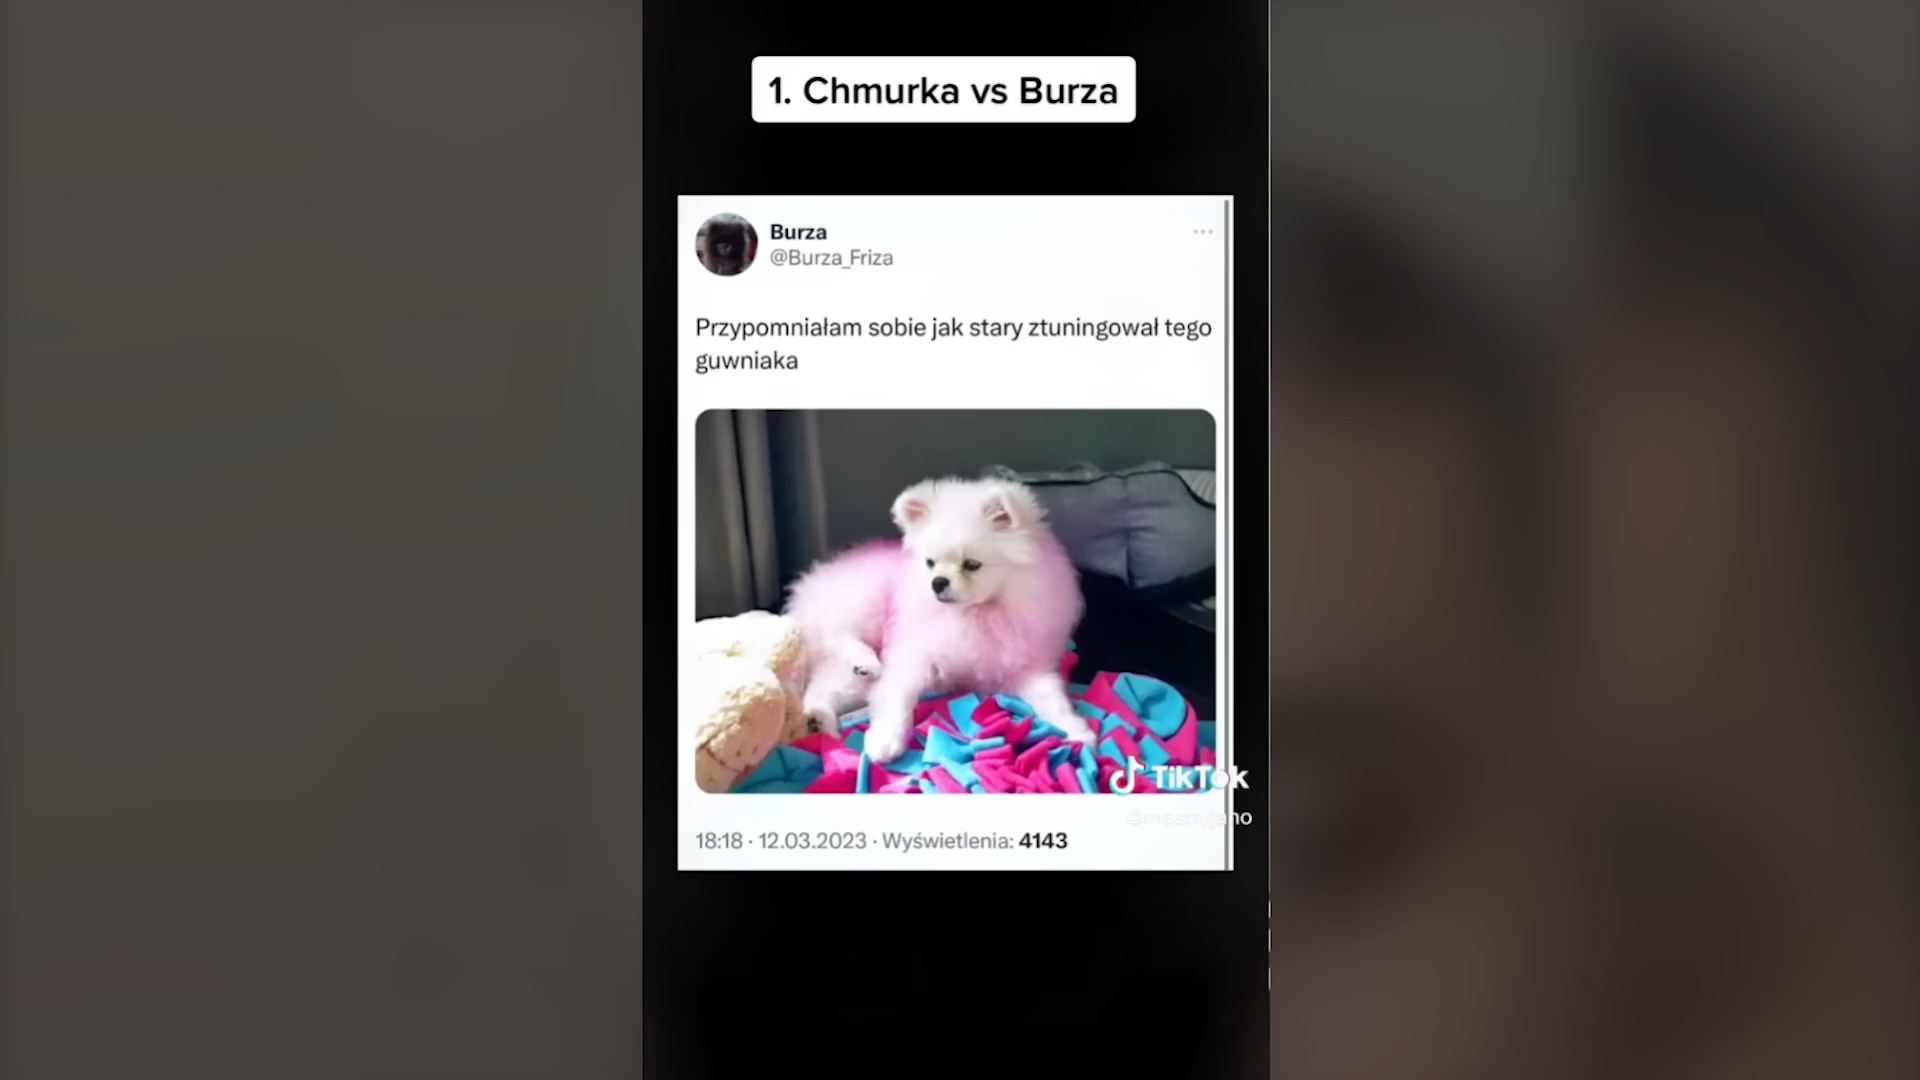 1. Chmurka vs Burza
Burza
@Burza_Friza
Przypomniałam sobie jak stary ztuningował tego
guwniaka
TikTok
18:18 · 12.03.2023 · Wyświetlenia: 4143